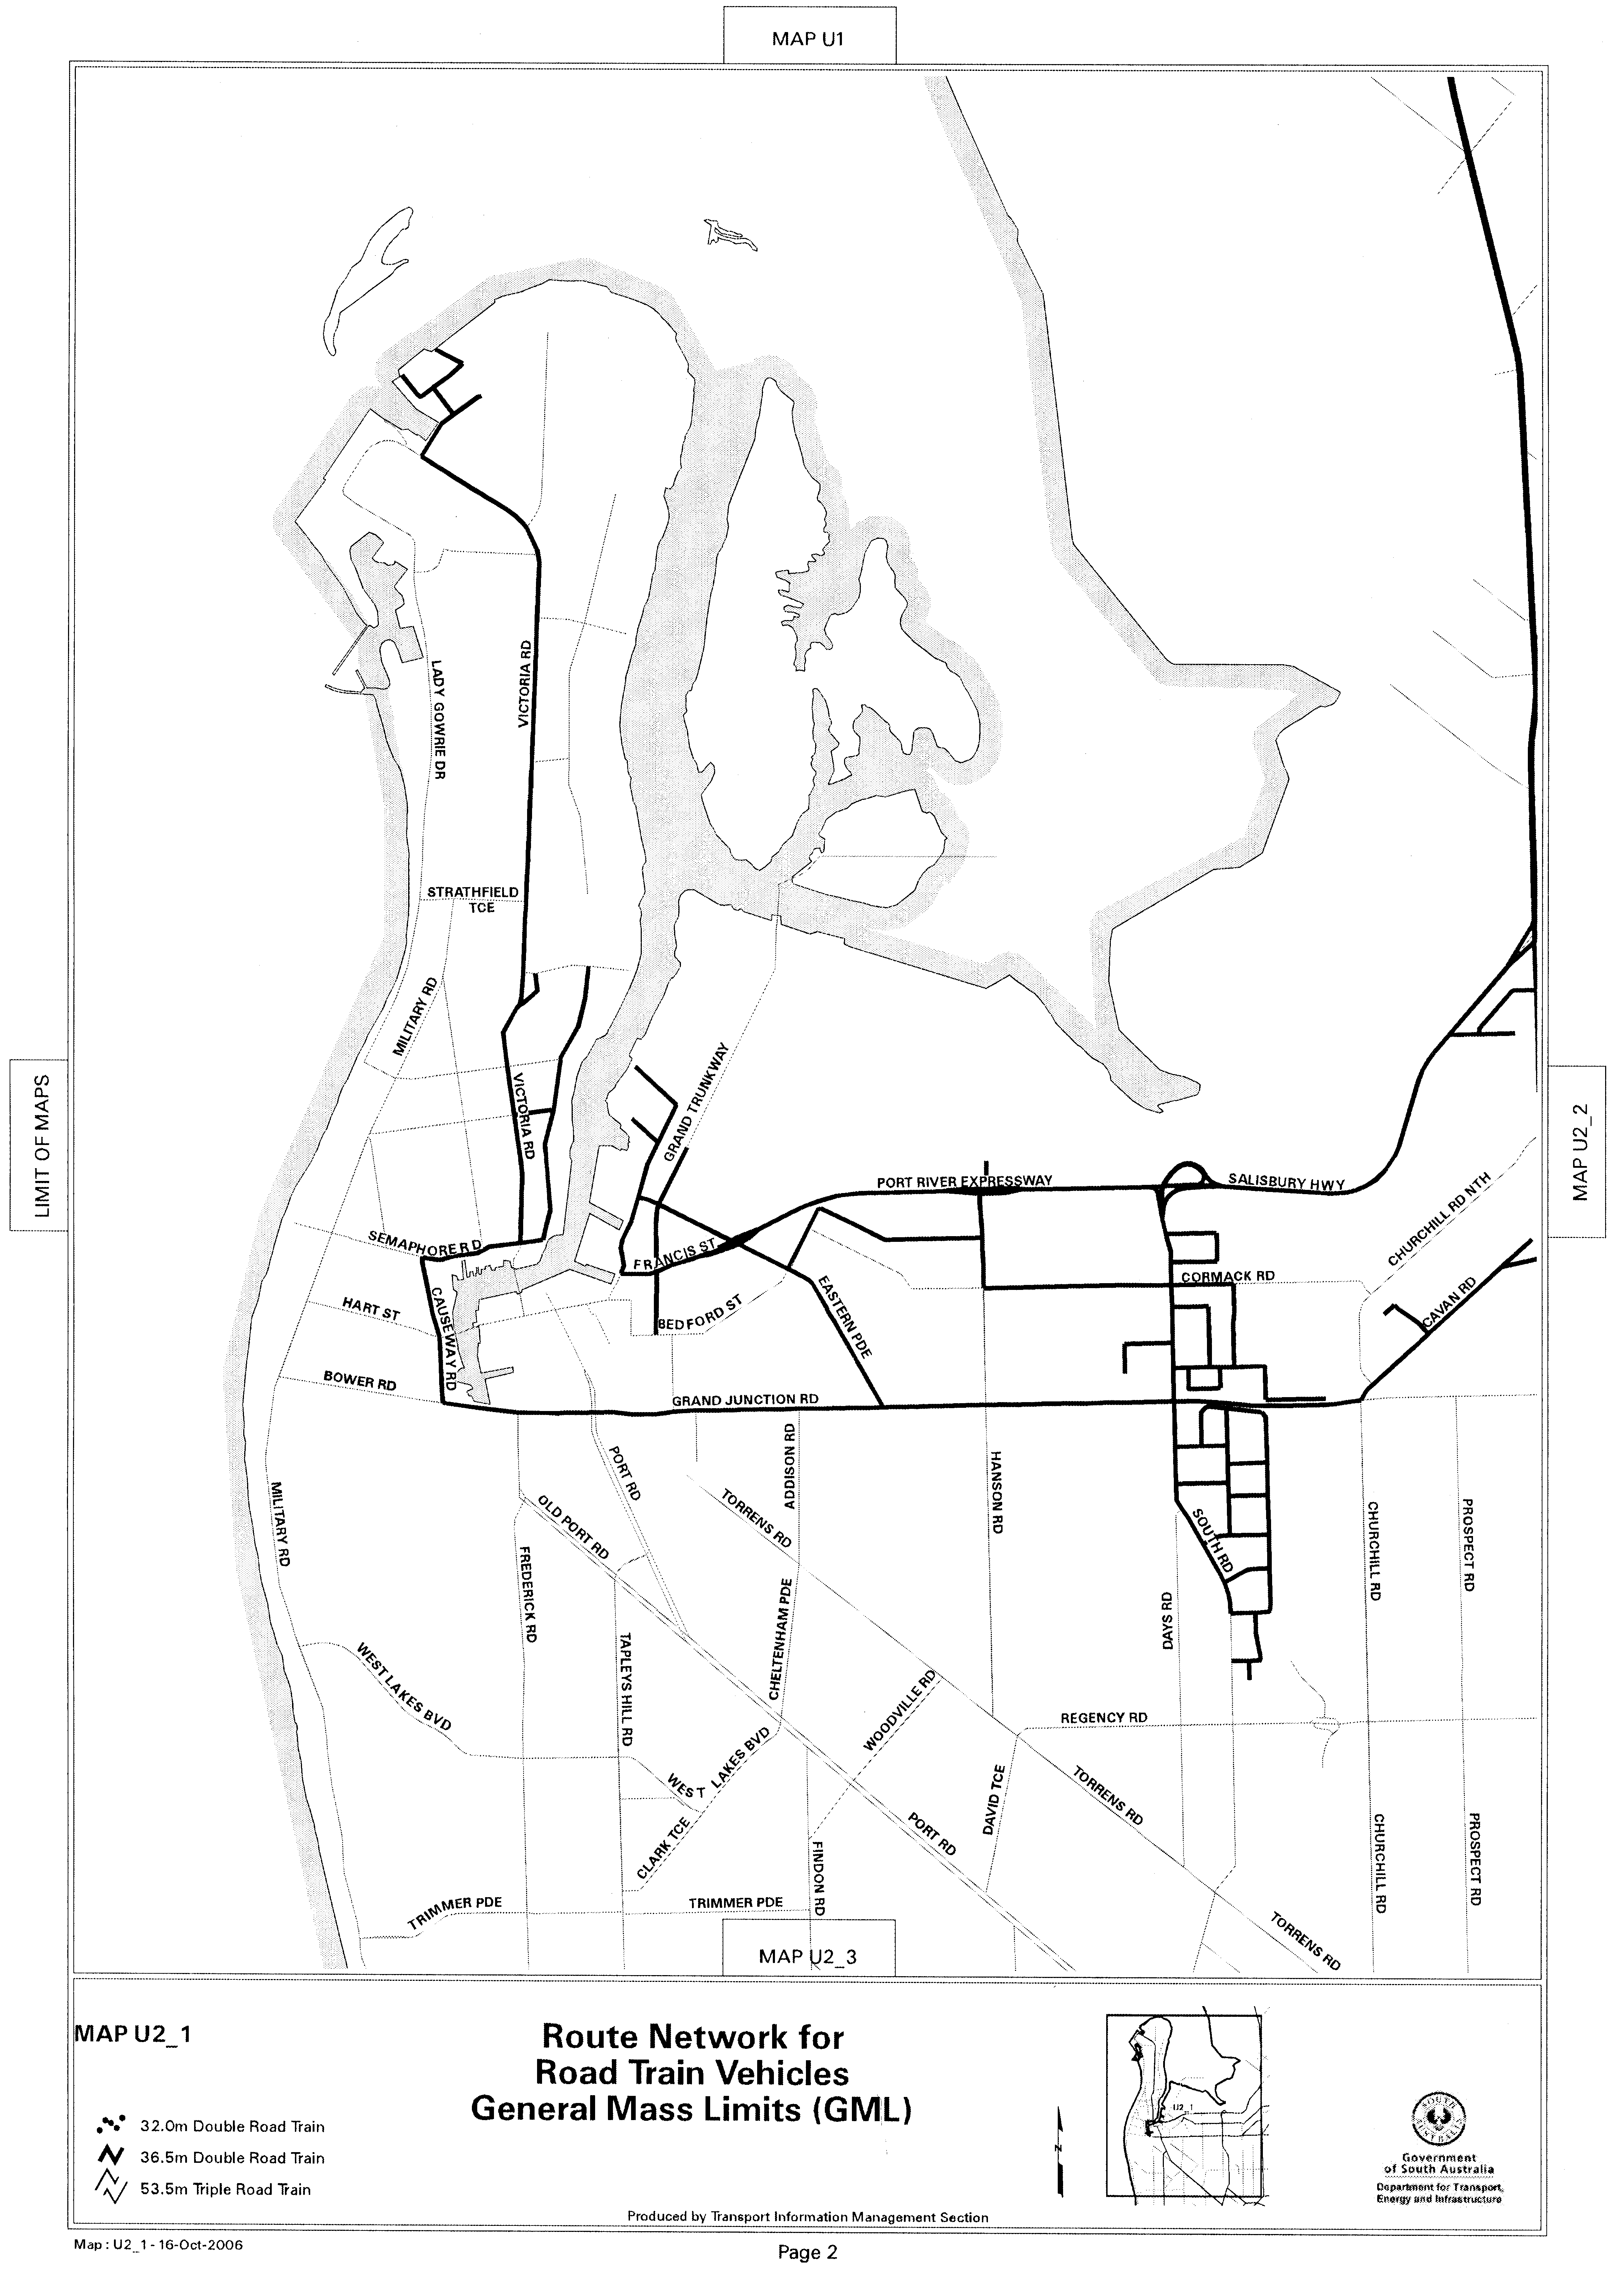 MAP U1
LIMIT OF MAPS
MAP U2_2
LADY GOWRIE DR
VICTORIA RD
STRATHFIELD
TCE
MILITARY RD
VICTORIA RD
GRAND TRUNKWAY
PORT RIVER EXPRESSWAY
SALISBURY HWY
CHURCHILL RD NTH
SEMAPHORE RD
FRANCIS ST
CORMACK RD
CAVAN RD
HART ST
CAUSEWAY RD
BEDFORD ST
EASTERN PDE
BOWER RD
GRAND JUNCTION RD
MILITARY RD
PORT RD
ADDISON RD
TORRENS RD
HANSON RD
OLD PORT RD
SOUTH RD
CHURCHILL RD
PROSPECT RD
FREDERICK RD
CHELTENHAM PDE
DAYS RD
TAPLEYS HILL RD
WEST LAKES BVD
WOODVILLE RD
REGENCY RD
WEST LAKES BVD
DAVID TCE
TORRENS RD
CLARK TCE
PORT RD
FINDON RD
CHURCHILL RD
PROSPECT RD
TRIMMER PDE
TRIMMER PDE
TORRENS RD
MAP U2_3
MAP U2_1
Route Network for
Road Train Vehicles
General Mass Limits (GML)
32.0m Double Road Train
36.5m Double Road Train
53.5m Triple Road Train
N
U2_1
SOUTH
AUSTRALIA
Government
of South Australia
Department for Transport,
Energy and Infrastructure
Produced by Transport Information Management Section
Map : U2_1 - 16-Oct-2006
Page 2